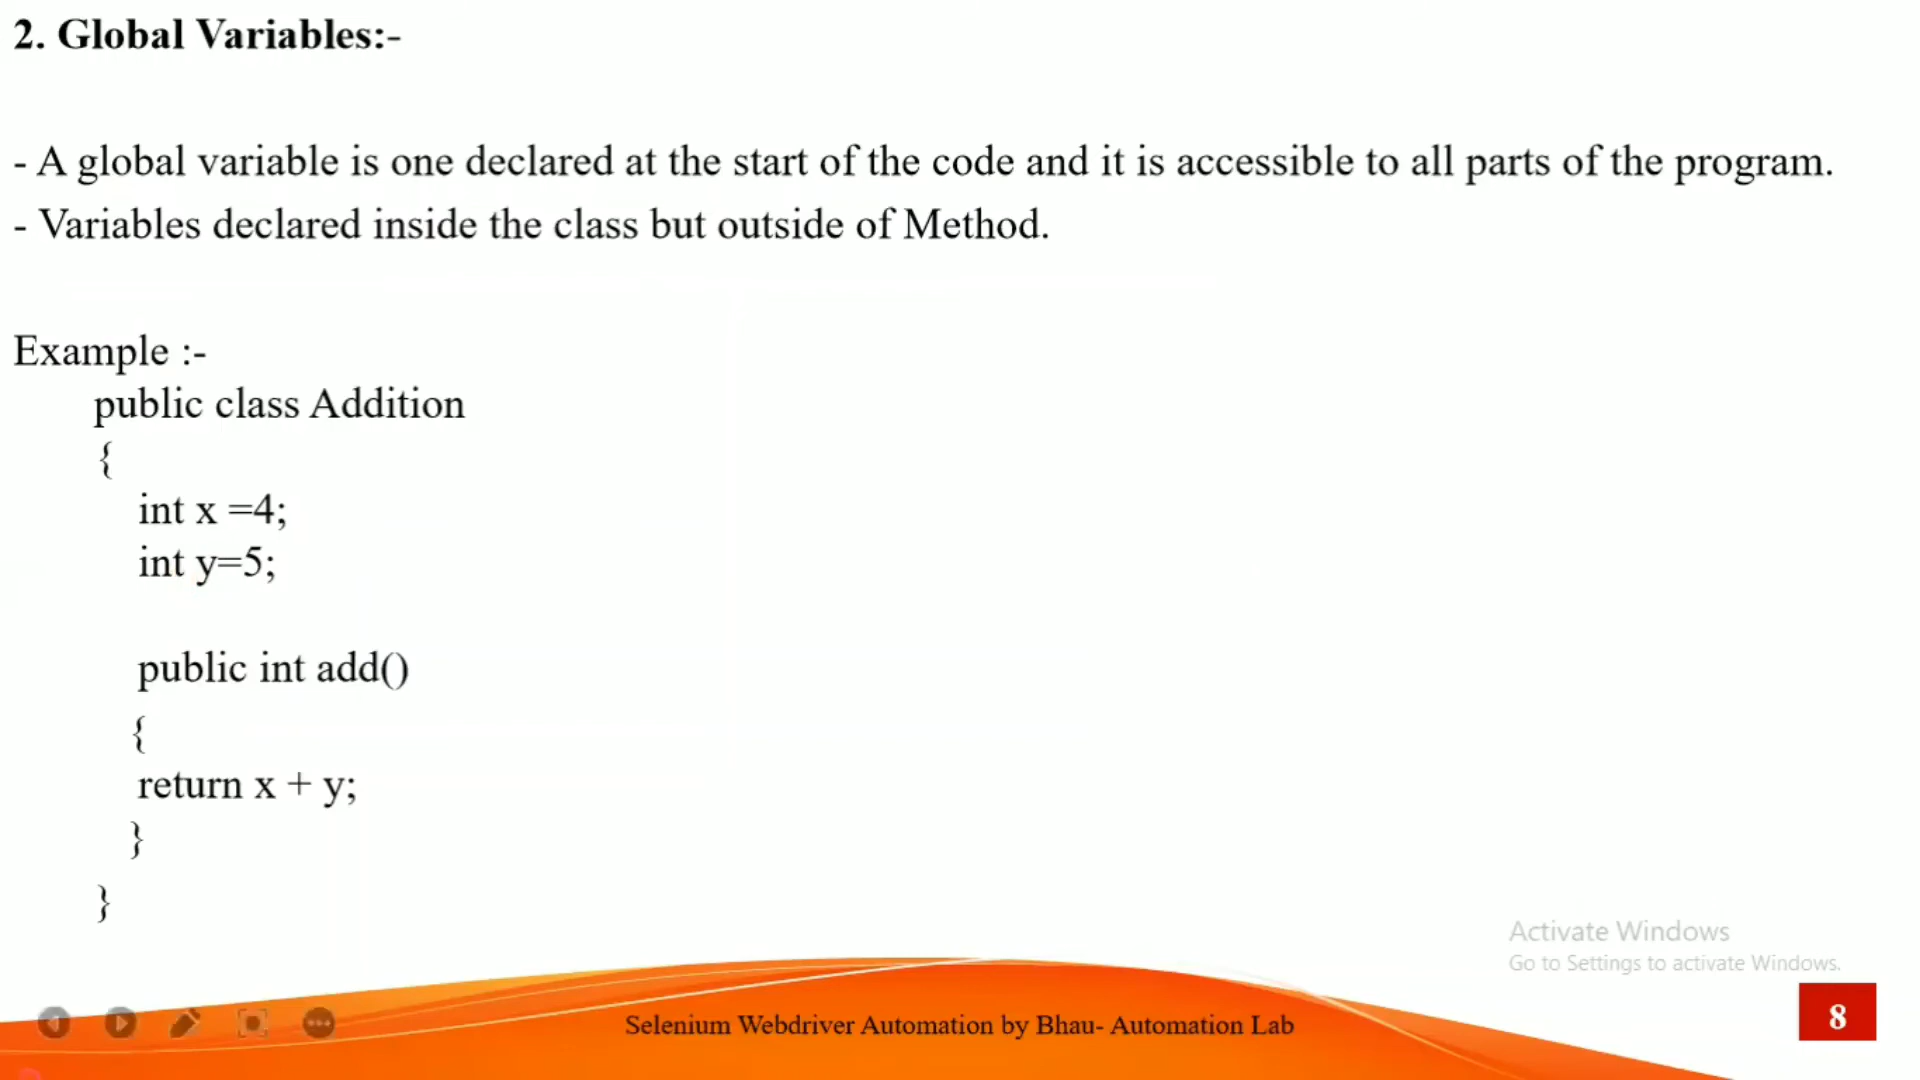 2. Global Variables:-
- A global variable is one declared at the start of the code and it is accessible to all parts of the program.
- Variables declared inside the class but outside of Method.
Example :-
public class Addition
{
int x =4;
int y=5;
public int add()
{
return x + y;
}
}
Activate Windows
Go to Settings to activate Windows.
Selenium Webdriver Automation by Bhau- Automation Lab
8